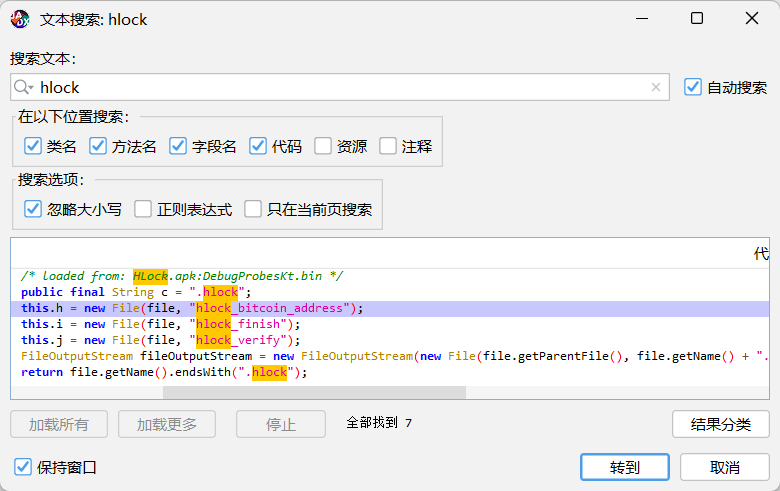 文本搜索: hlock
搜索文本:
hlock
自动搜索
在以下位置搜索:
类名 方法名 字段名 代码 资源 注释
搜索选项:
忽略大小写 正则表达式 只在当前页搜索
代
/* loaded from: HLock.apk:DebugProbesKt.bin */
public final String c = ".hlock";
this.h = new File(file, "hlock_bitcoin_address");
this.i = new File(file, "hlock_finish");
this.j = new File(file, "hlock_verify");
FileOutputStream fileOutputStream = new FileOutputStream(new File(file.getParentFile(), file.getName() + ".
return file.getName().endsWith(".hlock");
加载所有 加载更多 停止 全部找到 7 结果分类
保持窗口 转到 取消